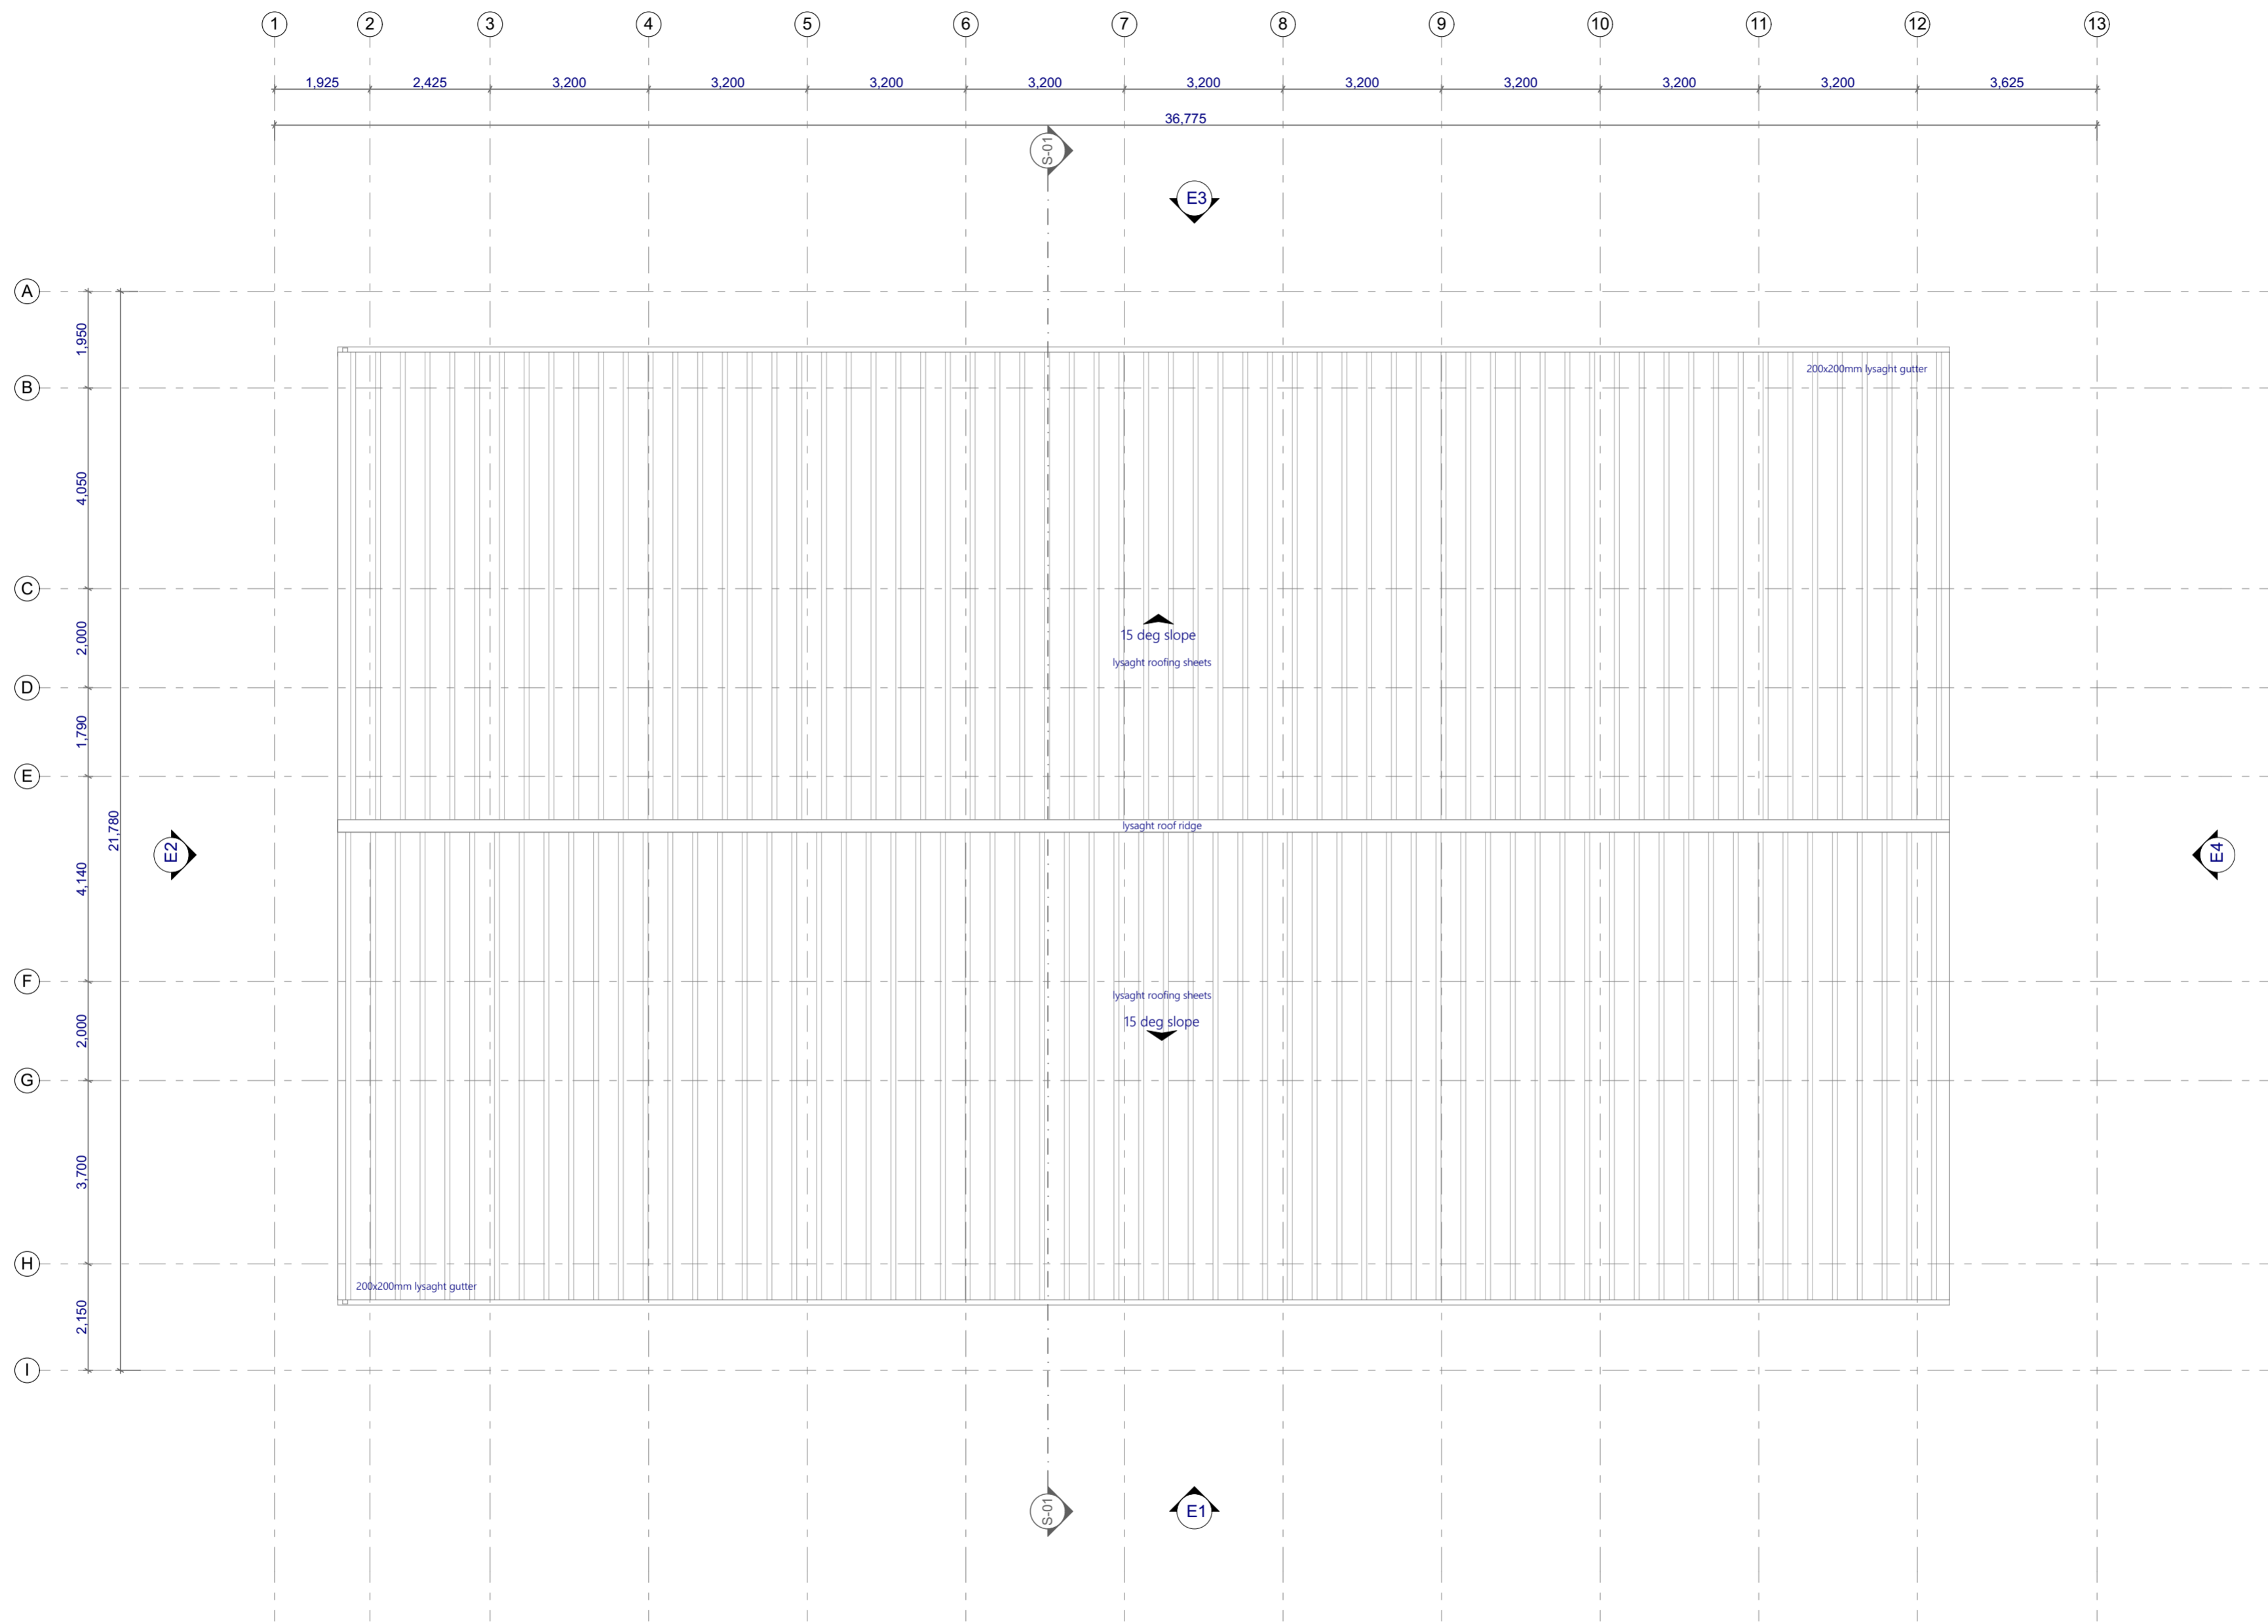 1 2 3 4 5 6 7 8 9 10 11 12 13
1,925 2,425 3,200 3,200 3,200 3,200 3,200 3,200 3,200 3,200 3,200 3,625
36,775
S-01
E3
A
1,950
200x200mm lysaght gutter
B
4,050
C
2,000
15 deg slope
lysaght roofing sheets
D
1,790
E
21,780
lysaght roof ridge
E2
E4
4,140
F
lysaght roofing sheets
15 deg slope
2,000
G
3,700
H
200x200mm lysaght gutter
2,150
I
S-01
E1